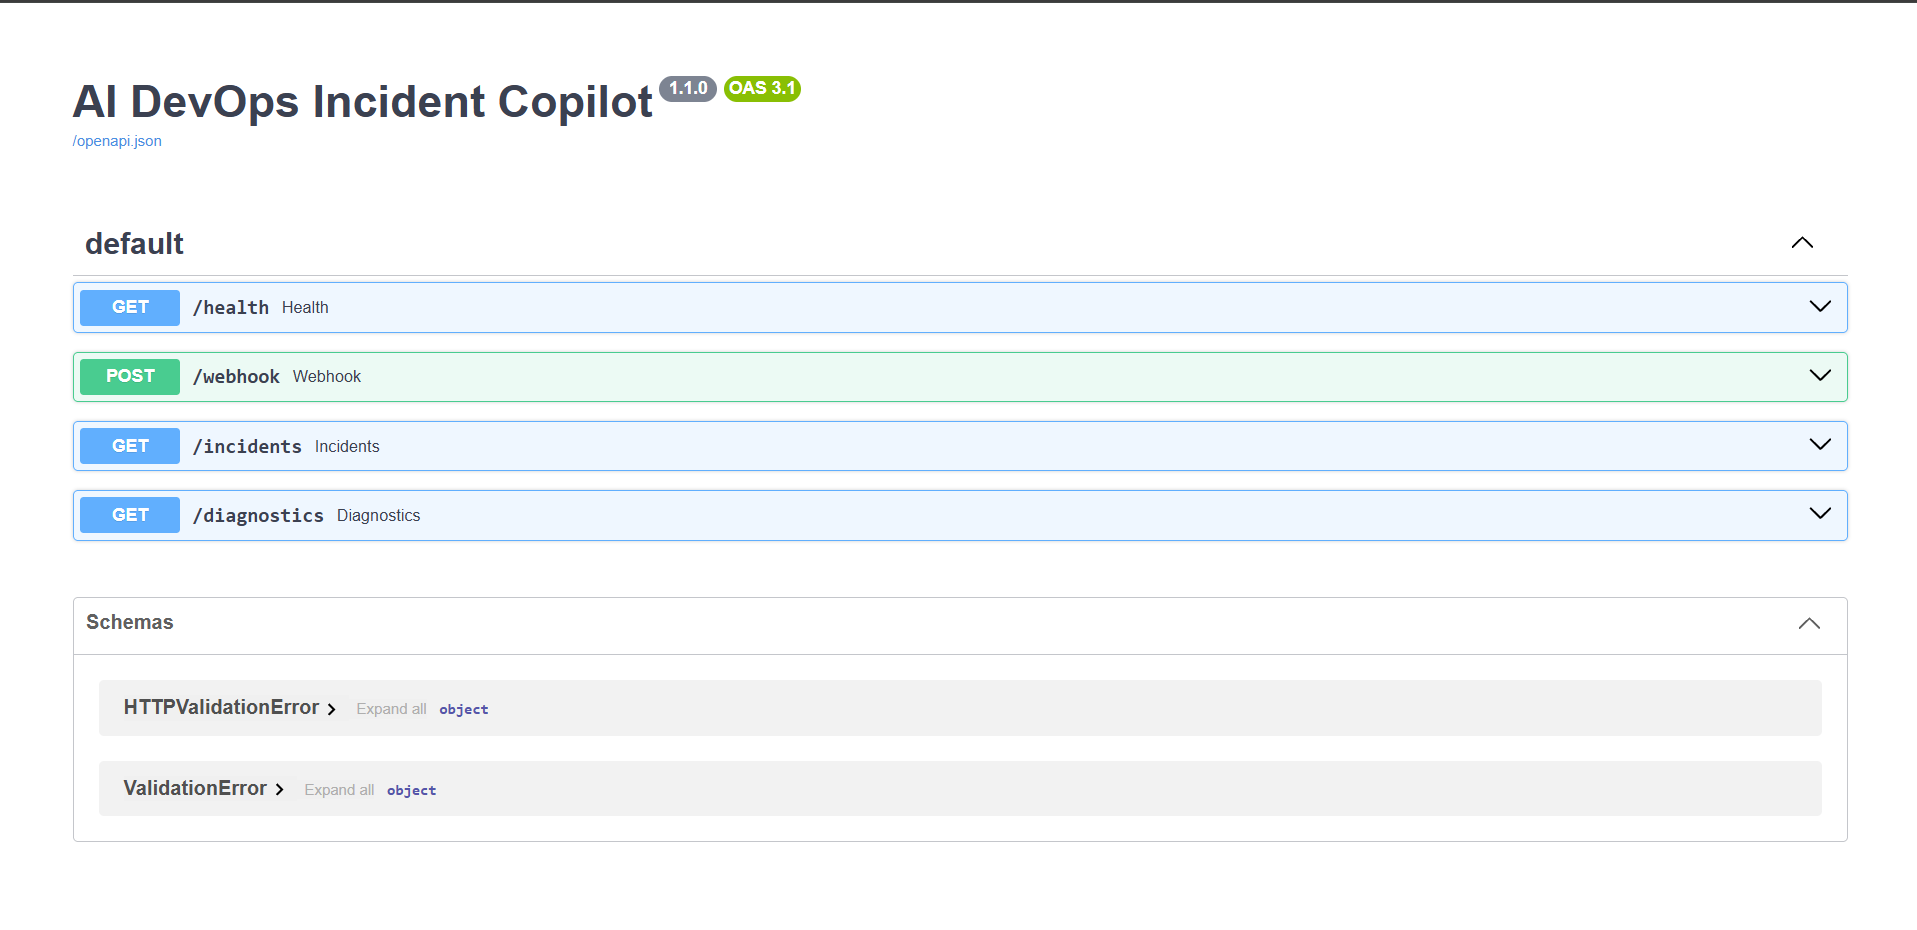 AI DevOps Incident Copilot 1.1.0 OAS 3.1
/openapi.json
default
GET /health Health
POST /webhook Webhook
GET /incidents Incidents
GET /diagnostics Diagnostics
Schemas
HTTPValidationError Expand all object
ValidationError Expand all object